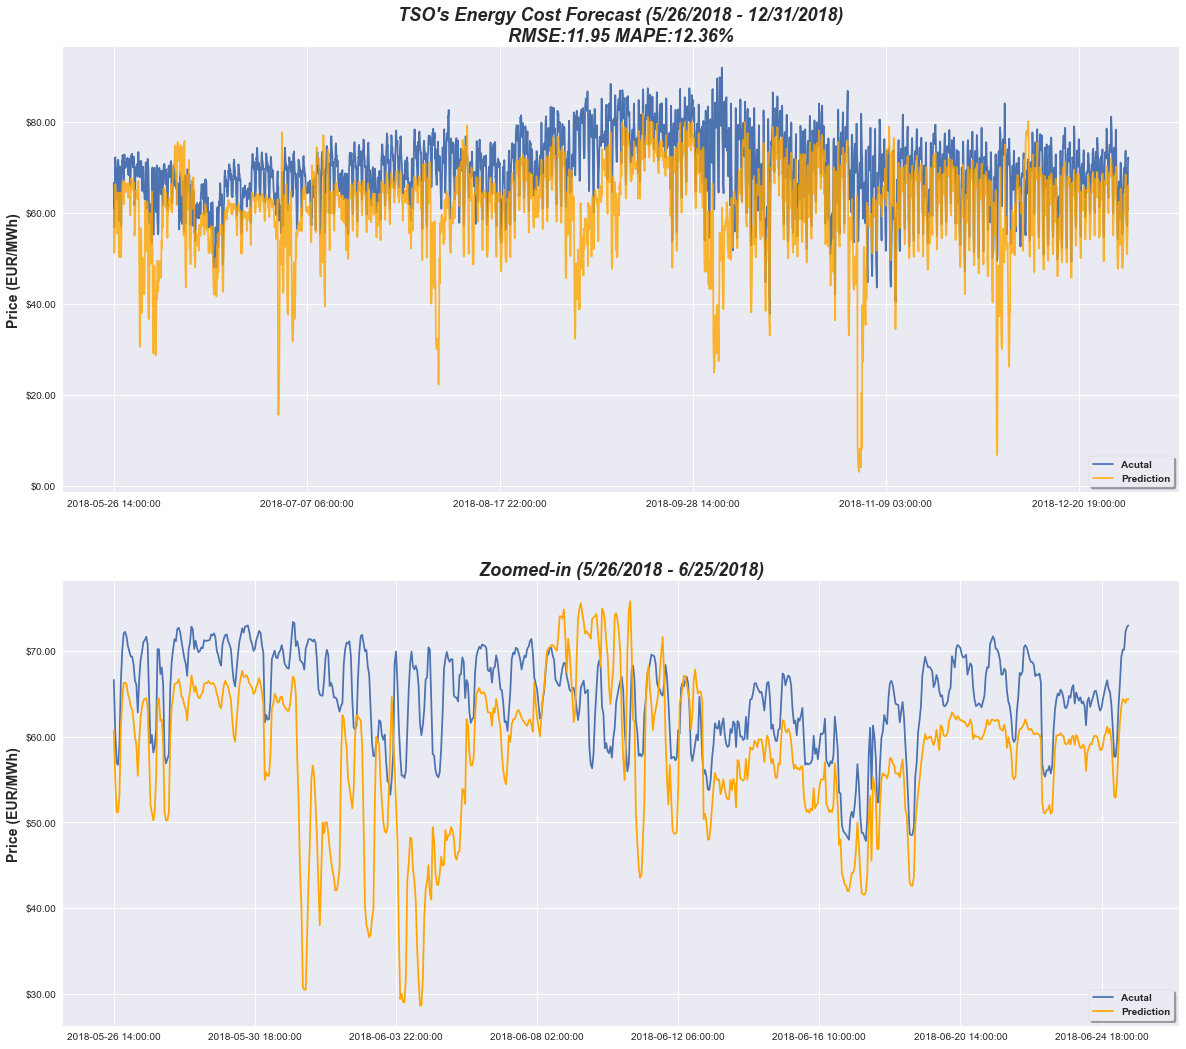 TSO's Energy Cost Forecast (5/26/2018 - 12/31/2018)
RMSE:11.95 MAPE:12.36%
Price (EUR/MWh)
$80.00
$60.00
$40.00
$20.00
$0.00
Acutal
Prediction
2018-05-26 14:00:00
2018-07-07 06:00:00
2018-08-17 22:00:00
2018-09-28 14:00:00
2018-11-09 03:00:00
2018-12-20 19:00:00
Zoomed-in (5/26/2018 - 6/25/2018)
Price (EUR/MWh)
$70.00
$60.00
$50.00
$40.00
$30.00
Acutal
Prediction
2018-05-26 14:00:00
2018-05-30 18:00:00
2018-06-03 22:00:00
2018-06-08 02:00:00
2018-06-12 06:00:00
2018-06-16 10:00:00
2018-06-20 14:00:00
2018-06-24 18:00:00